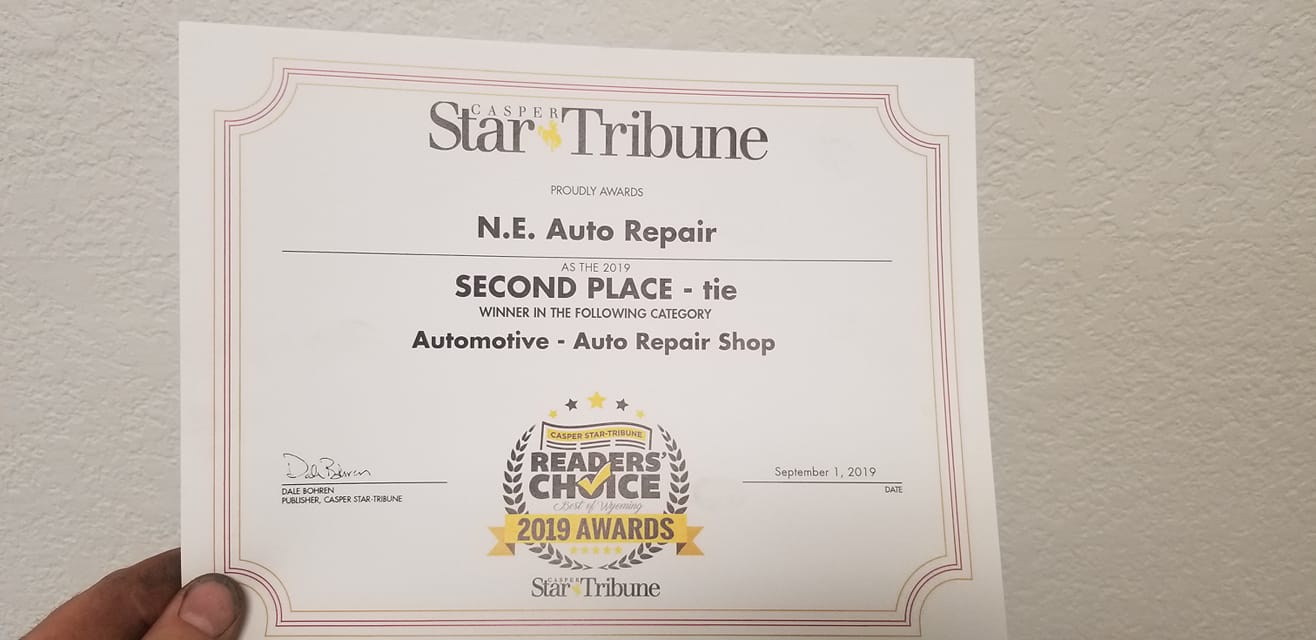 CASPER
Star Tribune
PROUDLY AWARDS
N.E. Auto Repair
AS THE 2019
SECOND PLACE - tie
WINNER IN THE FOLLOWING CATEGORY
Automotive - Auto Repair Shop
CASPER STAR-TRIBUNE
READERS'
CHOICE
Best of Wyoming
2019 AWARDS
CASPER
Star Tribune
Dale Bohren
DALE BOHREN
PUBLISHER, CASPER STAR-TRIBUNE
September 1, 2019
DATE